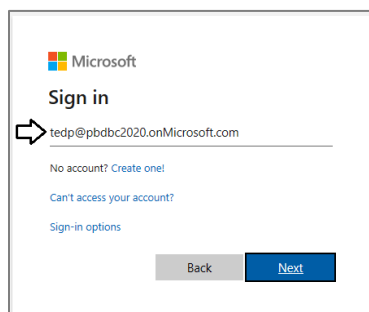 Microsoft
Sign in
tedp@pbdbc2020.onMicrosoft.com
No account? Create one!
Can't access your account?
Sign-in options
Back Next